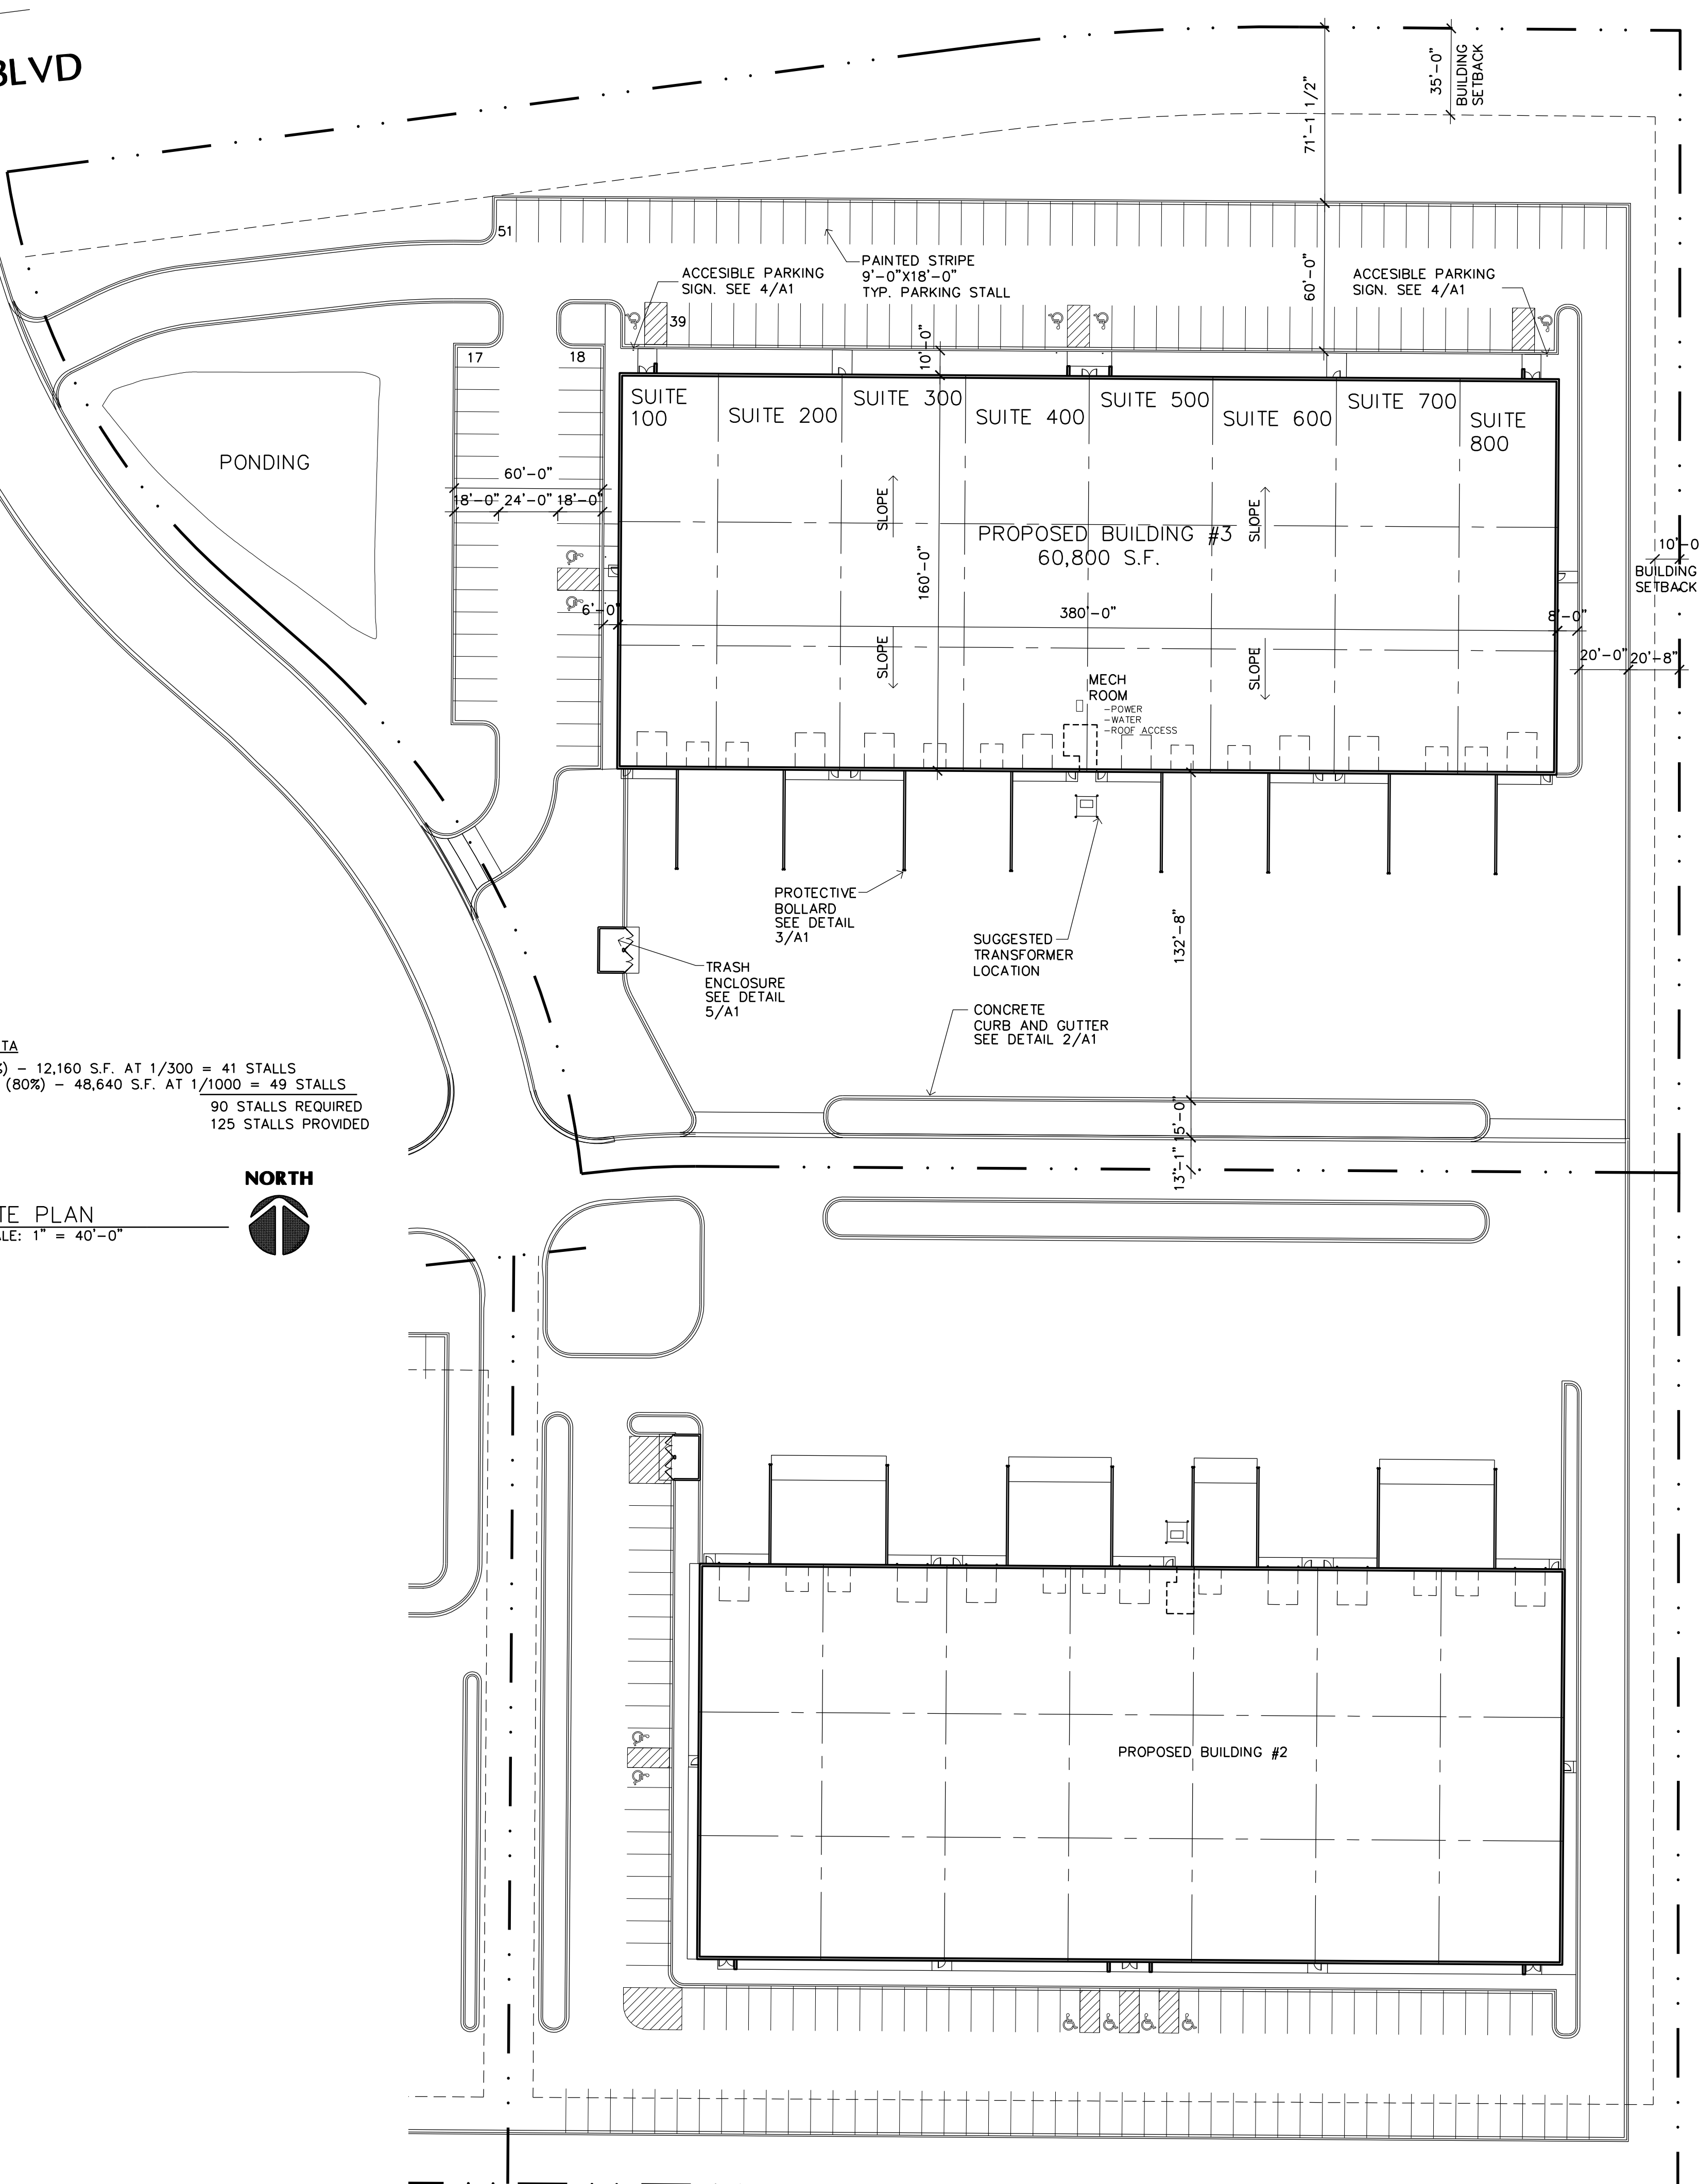 BLVD
71'-1 1/2"
35'-0"
BUILDING
SETBACK
51
PAINTED STRIPE
9'-0"X18'-0"
TYP. PARKING STALL
ACCESIBLE PARKING
SIGN. SEE 4/A1
60'-0"
ACCESIBLE PARKING
SIGN. SEE 4/A1
39
17
18
10'-0"
SUITE
100
SUITE 200
SUITE 300
SUITE 400
SUITE 500
SUITE 600
SUITE 700
SUITE
800
PONDING
60'-0"
18'-0"
24'-0"
18'-0"
SLOPE
SLOPE
PROPOSED BUILDING #3
60,800 S.F.
160'-0"
10'-0
BUILDING
SETBACK
6'-0"
380'-0"
8'-0"
SLOPE
SLOPE
20'-0"
20'-8"
MECH
ROOM
-POWER
-WATER
-ROOF ACCESS
PROTECTIVE
BOLLARD
SEE DETAIL
3/A1
SUGGESTED
TRANSFORMER
LOCATION
132'-8"
TRASH
ENCLOSURE
SEE DETAIL
5/A1
CONCRETE
CURB AND GUTTER
SEE DETAIL 2/A1
TA
) - 12,160 S.F. AT 1/300 = 41 STALLS
(80%) - 48,640 S.F. AT 1/1000 = 49 STALLS
90 STALLS REQUIRED
125 STALLS PROVIDED
15'-0"
13'-1"
NORTH
TE PLAN
LE: 1" = 40'-0"
PROPOSED BUILDING #2